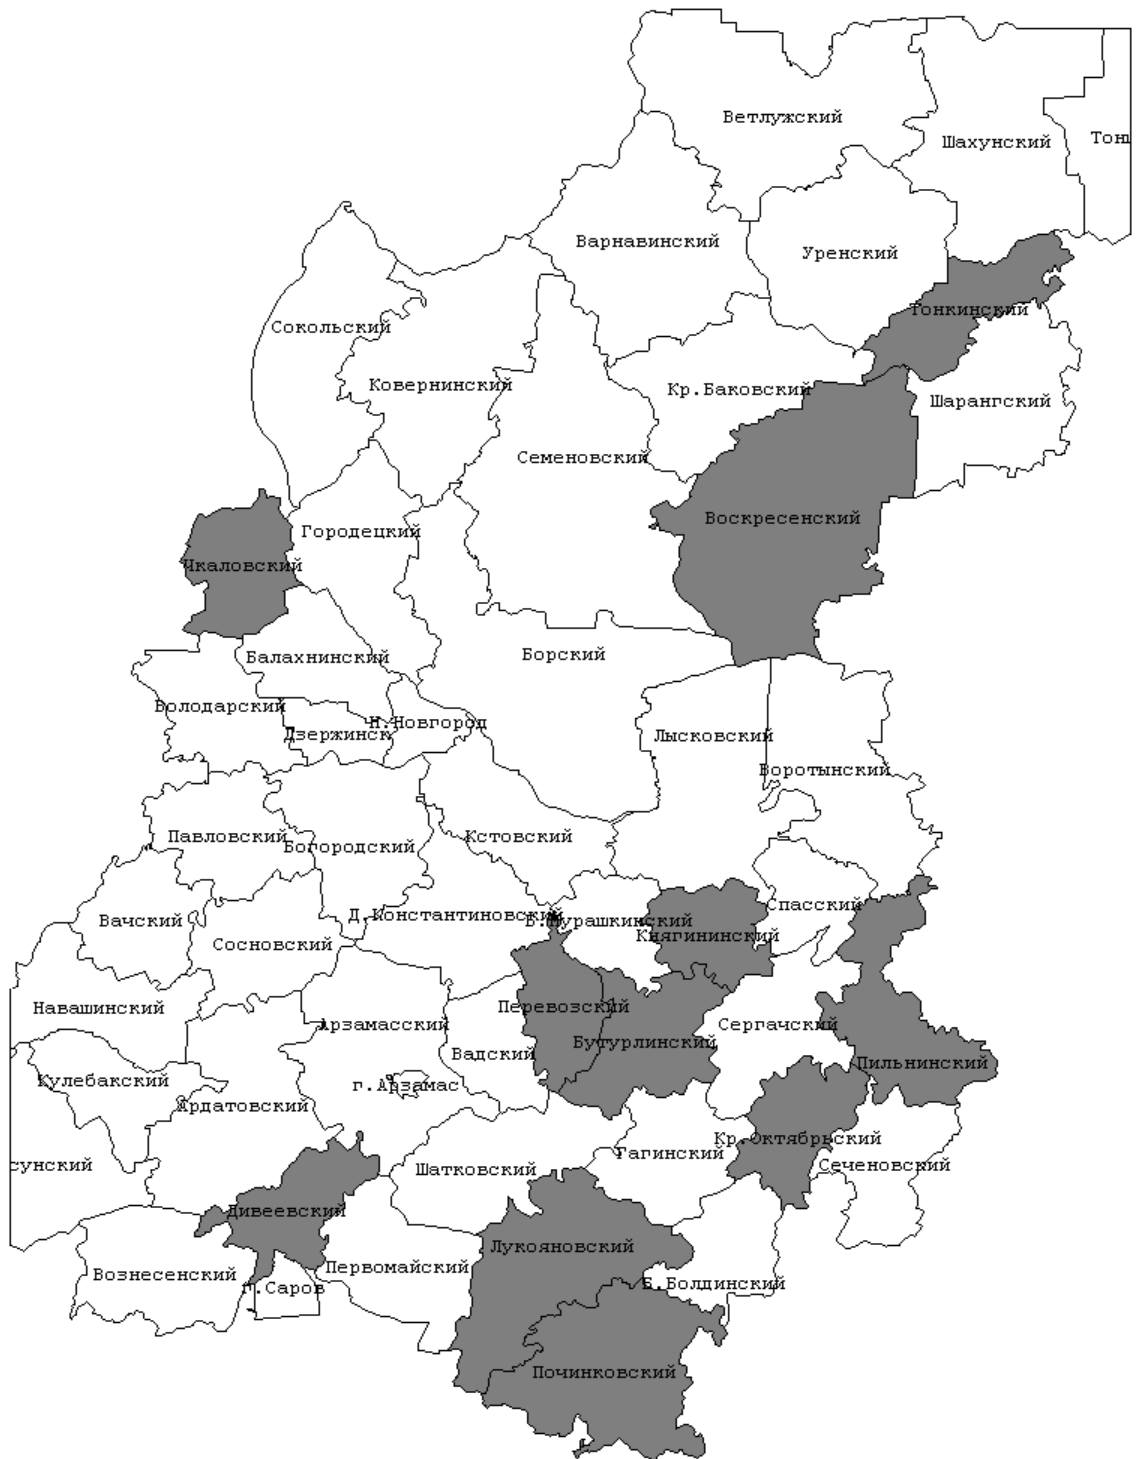 Ветлужский
Шахунский
Варнавинский
Уренский
Тонкинский
Сокольский
Ковернинский
Кр.Баковский
Шарангский
Семеновский
Воскресенский
Городецкий
Чкаловский
Борский
Балахнинский
Володарский
Н.Новгород
Дзержинск
Лысковский
Воротынский
Павловский
Богородский
Кстовский
Вачский
Спасский
Д.Константиновский
Б.Мурашкинский
Княгининский
Сосновский
Навашинский
Перевозский
Арзамасский
Сергачский
Бутурлинский
Вадский
Пильнинский
Кулебакский
г.Арзамас
Ардатовский
Кр.Октябрьский
Гагинский
сунский
Шатковский
Сеченовский
Дивеевский
Лукояновский
Вознесенский
Первомайский
Б.Болдинский
г.Саров
Починковский